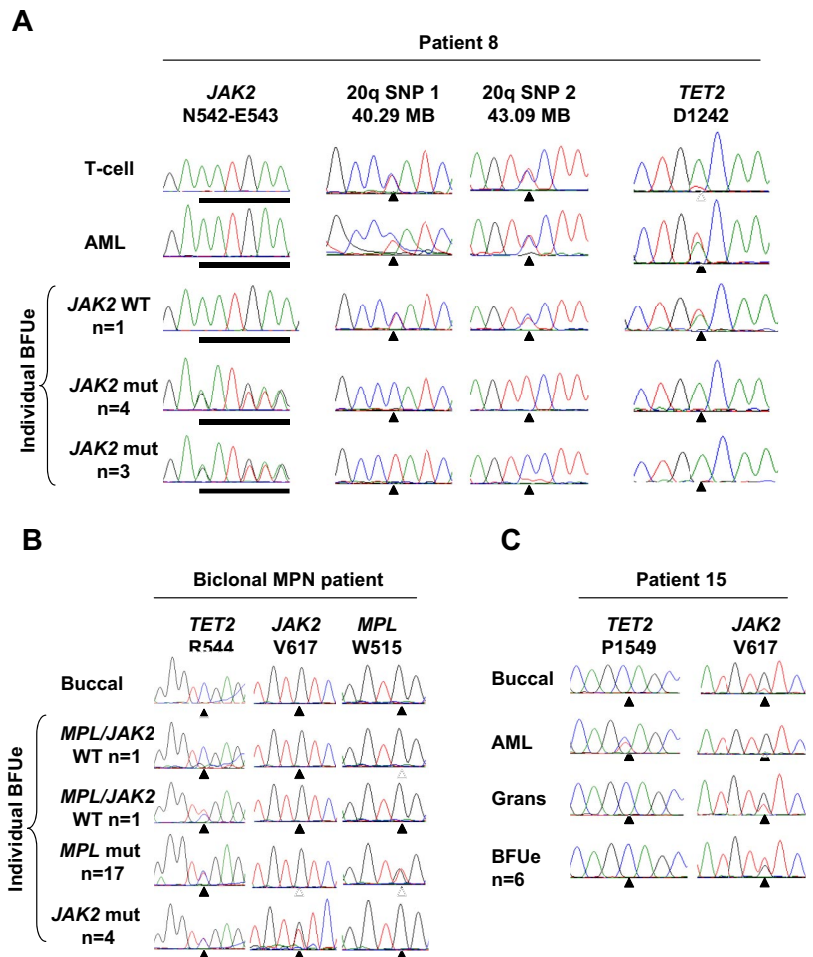 A
Patient 8
JAK2 N542-E543
20q SNP 1 40.29 MB
20q SNP 2 43.09 MB
TET2 D1242
T-cell
AML
Individual BFUe
JAK2 WT n=1
JAK2 mut n=4
JAK2 mut n=3
B
Biclonal MPN patient
TET2 R544
JAK2 V617
MPL W515
Buccal
Individual BFUe
MPL/JAK2 WT n=1
MPL/JAK2 WT n=1
MPL mut n=17
JAK2 mut n=4
C
Patient 15
TET2 P1549
JAK2 V617
Buccal
AML
Grans
BFUe n=6